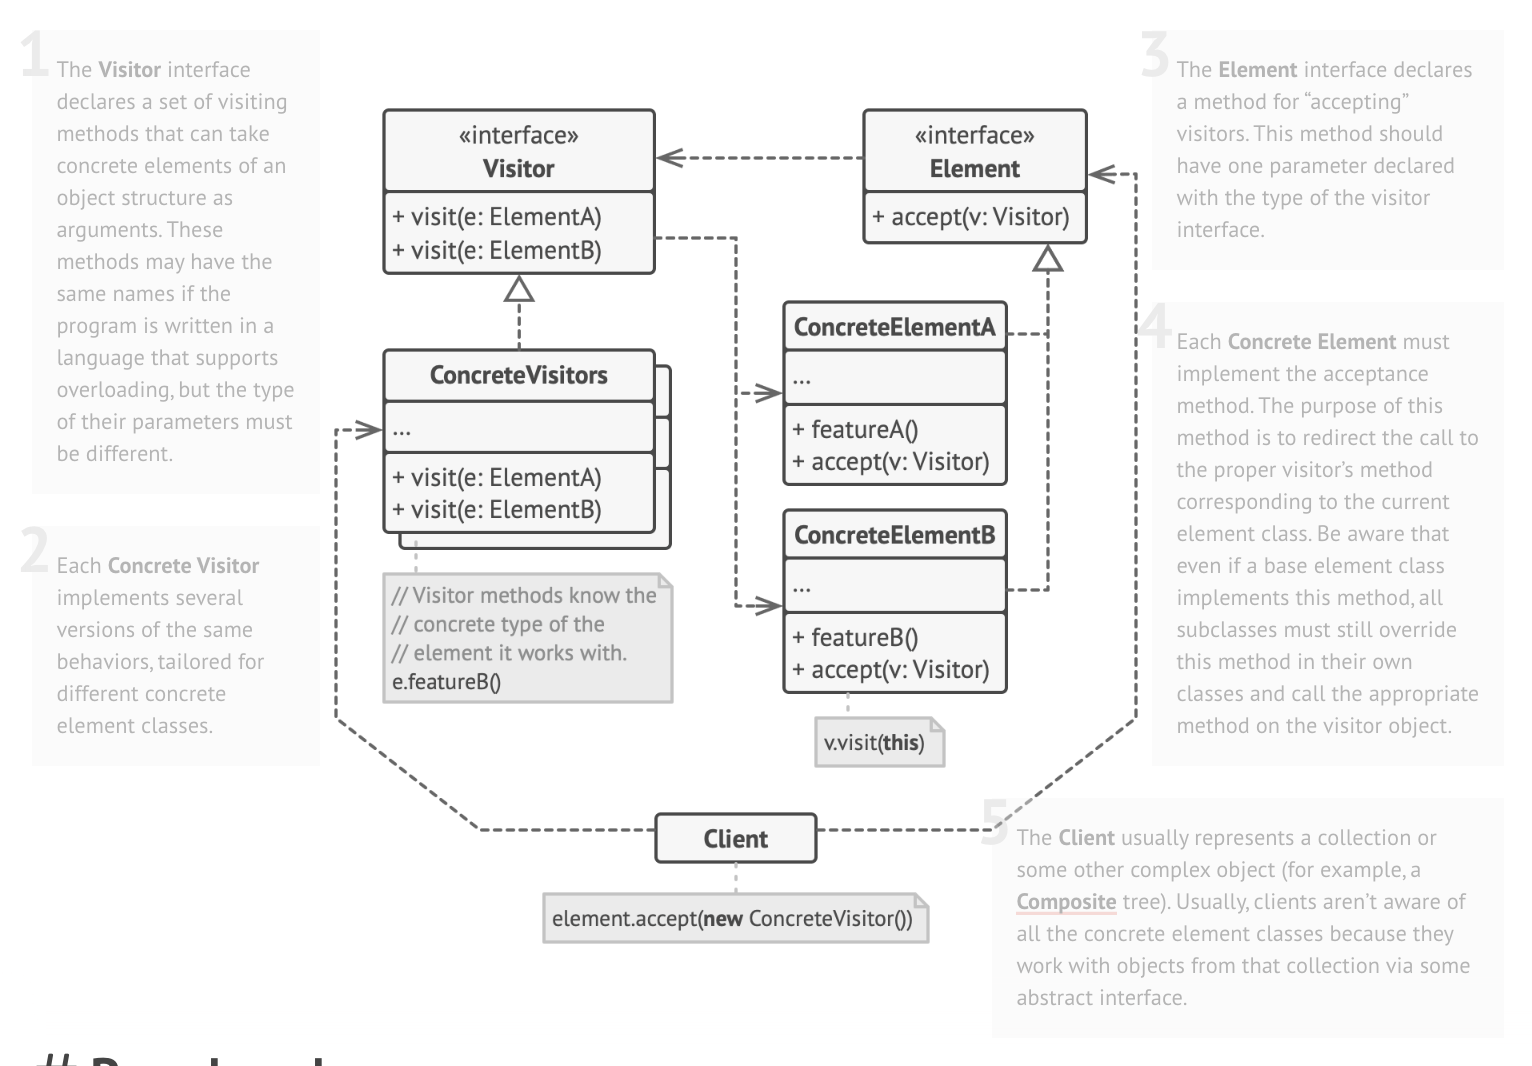 1
The Visitor interface
declares a set of visiting
methods that can take
concrete elements of an
object structure as
arguments. These
methods may have the
same names if the
program is written in a
language that supports
overloading, but the type
of their parameters must
be different.
2
Each Concrete Visitor
implements several
versions of the same
behaviors, tailored for
different concrete
element classes.
«interface»
Visitor
+ visit(e: ElementA)
+ visit(e: ElementB)
ConcreteVisitors
...
+ visit(e: ElementA)
+ visit(e: ElementB)
// Visitor methods know the
// concrete type of the
// element it works with.
e.featureB()
«interface»
Element
+ accept(v: Visitor)
ConcreteElementA
...
+ featureA()
+ accept(v: Visitor)
ConcreteElementB
...
+ featureB()
+ accept(v: Visitor)
v.visit(this)
Client
element.accept(new ConcreteVisitor())
3
The Element interface declares
a method for “accepting”
visitors. This method should
have one parameter declared
with the type of the visitor
interface.
4
Each Concrete Element must
implement the acceptance
method. The purpose of this
method is to redirect the call to
the proper visitor’s method
corresponding to the current
element class. Be aware that
even if a base element class
implements this method, all
subclasses must still override
this method in their own
classes and call the appropriate
method on the visitor object.
5
The Client usually represents a collection or
some other complex object (for example, a
Composite tree). Usually, clients aren’t aware of
all the concrete element classes because they
work with objects from that collection via some
abstract interface.